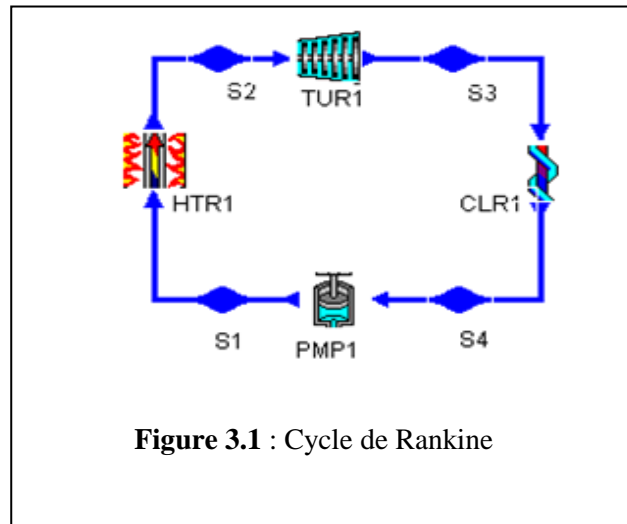 S2
TUR1
S3
HTR1
CLR1
S1
PMP1
S4
Figure 3.1 : Cycle de Rankine